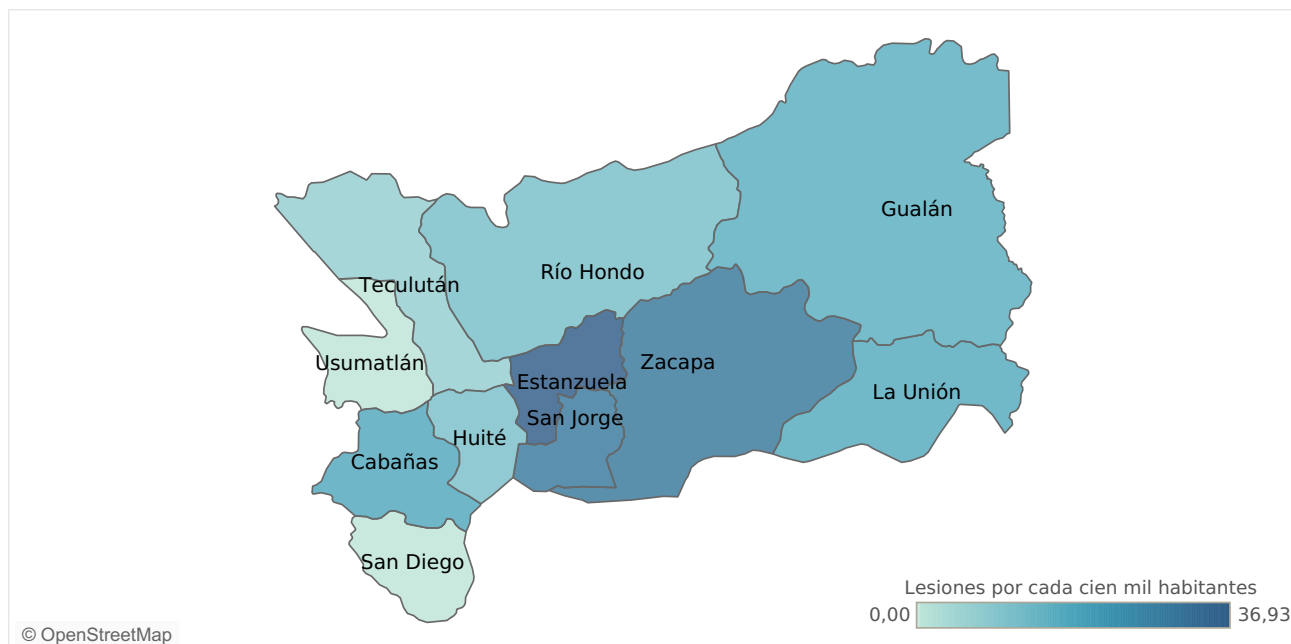 Gualán
Río Hondo
Teculután
Usumatlán
Zacapa
Estanzuela
La Unión
San Jorge
Huité
Cabañas
San Diego
Lesiones por cada cien mil habitantes
0,00 36,93
© OpenStreetMap